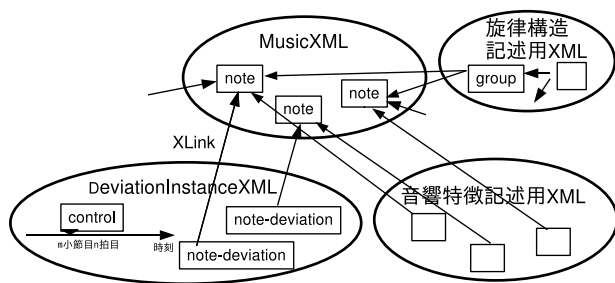 MusicXML
note
note
note
旋律構造
記述用XML
group
XLink
DeviationInstanceXML
control
m小節目n拍目
時刻
note-deviation
note-deviation
音響特徴記述用XML